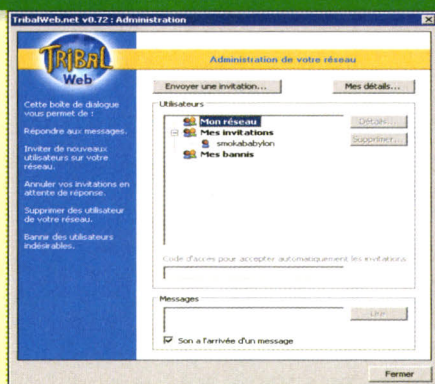 TribalWeb.net v0.72 : Administration
TRIBAL
Web
Administration de votre réseau
Envoyer une invitation...
Mes détails...
Cette boîte de dialogue
vous permet de :
Répondre aux messages.
Inviter de nouveaux
utilisateurs sur votre
réseau.
Annuler vos invitations en
attente de réponse.
Supprimer des utilisateur
de votre réseau.
Bannir des utilisateurs
indésirables.
Utilisateurs
Mon réseau
Mes invitations
smokababylon
Mes bannis
Détails...
Supprimer...
Code d'accès pour accepter automatiquement les invitations
Messages
Lire...
Son a l'arrivée d'un message
Fermer